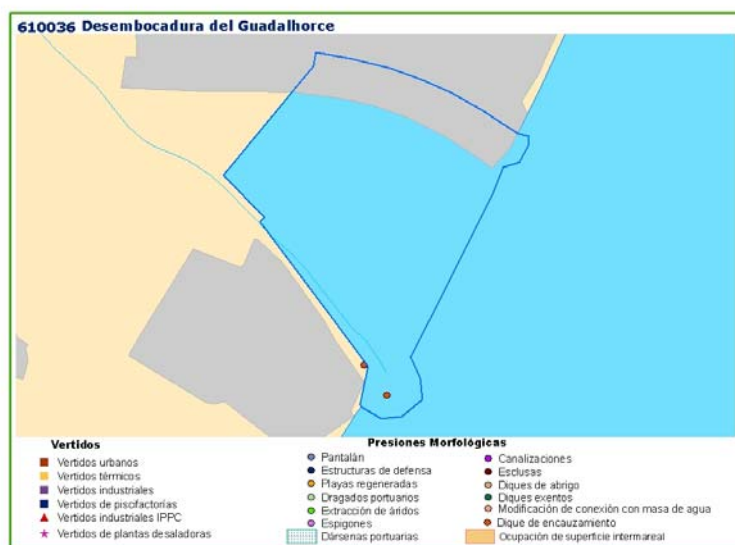 610036 Desembocadura del Guadalhorce
Vertidos
Vertidos urbanos
Vertidos térmicos
Vertidos industriales
Vertidos de piscifactorías
Vertidos industriales IPPC
Vertidos de plantas desaladoras
Presiones Morfológicas
Pantalán
Estructuras de defensa
Playas regeneradas
Dragados portuarios
Extracción de áridos
Espigones
Dársenas portuarias
Canalizaciones
Esclusas
Diques de abrigo
Diques exentos
Modificación de conexión con masa de agua
Dique de encauzamiento
Ocupación de superficie intermareal